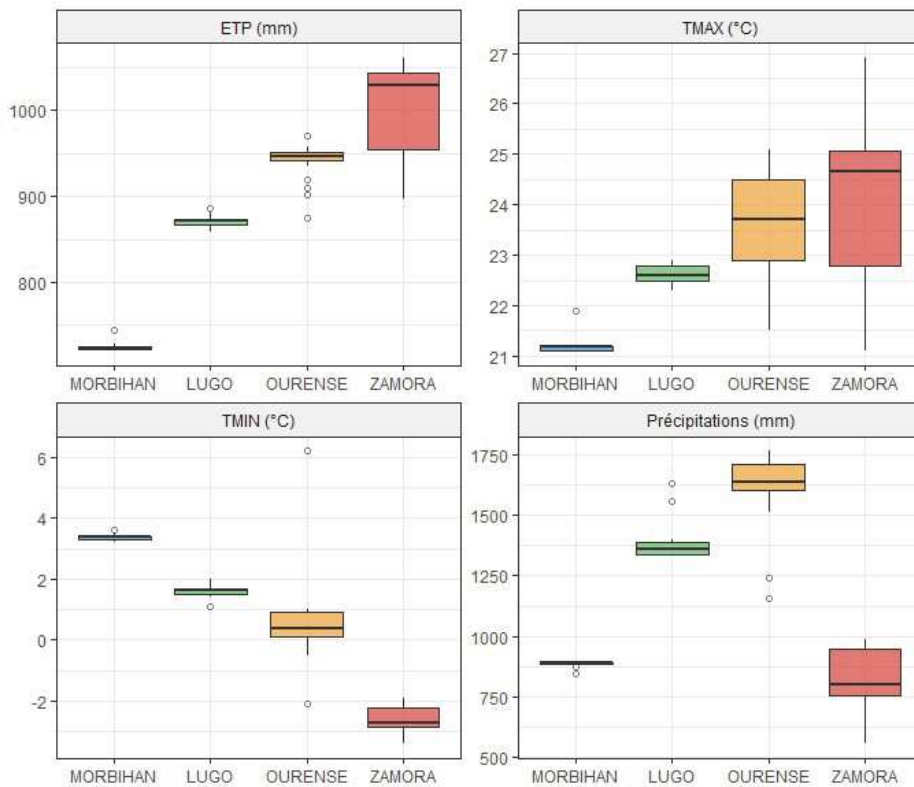 ETP (mm)
1000
900
800
MORBIHAN LUGO OURENSE ZAMORA
TMAX (°C)
27
26
25
24
23
22
21
MORBIHAN LUGO OURENSE ZAMORA
TMIN (°C)
6
4
2
0
-2
MORBIHAN LUGO OURENSE ZAMORA
Précipitations (mm)
1750
1500
1250
1000
750
500
MORBIHAN LUGO OURENSE ZAMORA